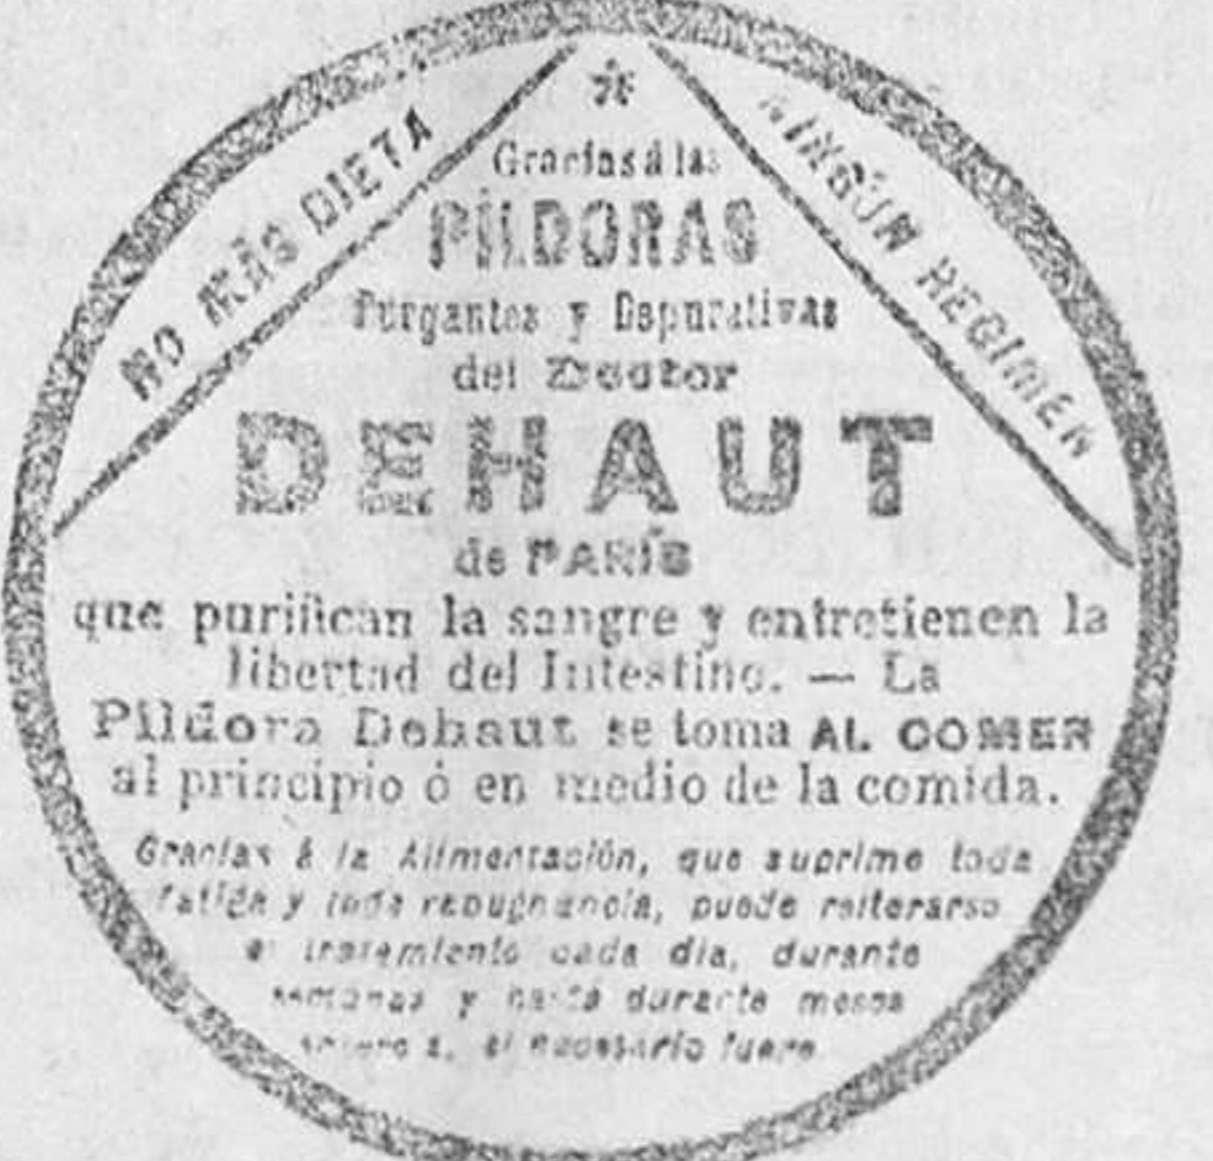 NO MÁS DIETA
NINGÚN REGIMEN
Gracias á las
PÍLDORAS
Purgantes y Depurativas
del Doctor
DEHAUT
de PARÍS
que purifican la sangre y entretienen la
libertad del Intestino. — La
Píldora Dehaut se toma AL COMER
al principio ó en medio de la comida.
Gracias á la Alimentación, que suprime toda
fatiga y toda repugnancia, puede reiterarse
el tratamiento cada dia, durante
semanas y hasta durante meses
enteros, si necesario fuere